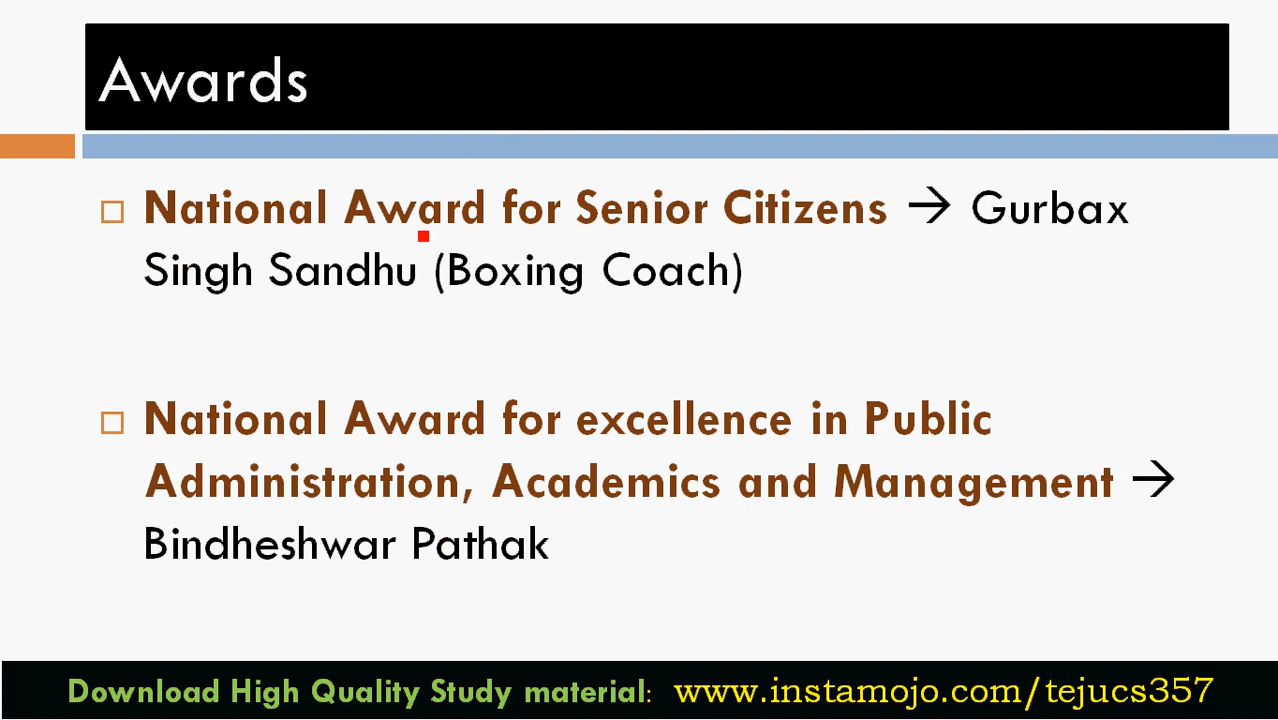 Awards
National Award for Senior Citizens → Gurbax
Singh Sandhu (Boxing Coach)
National Award for excellence in Public
Administration, Academics and Management →
Bindheshwar Pathak
Download High Quality Study material: www.instamojo.com/tejucs357